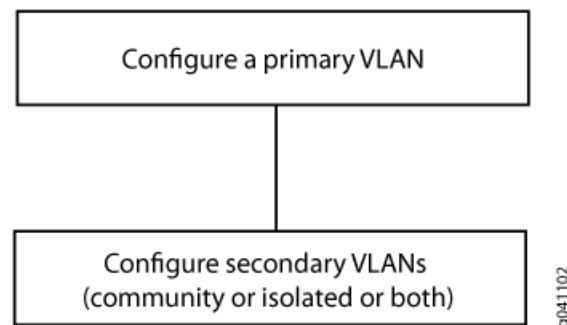 Configure a primary VLAN
Configure secondary VLANs
(community or isolated or both)
g041102